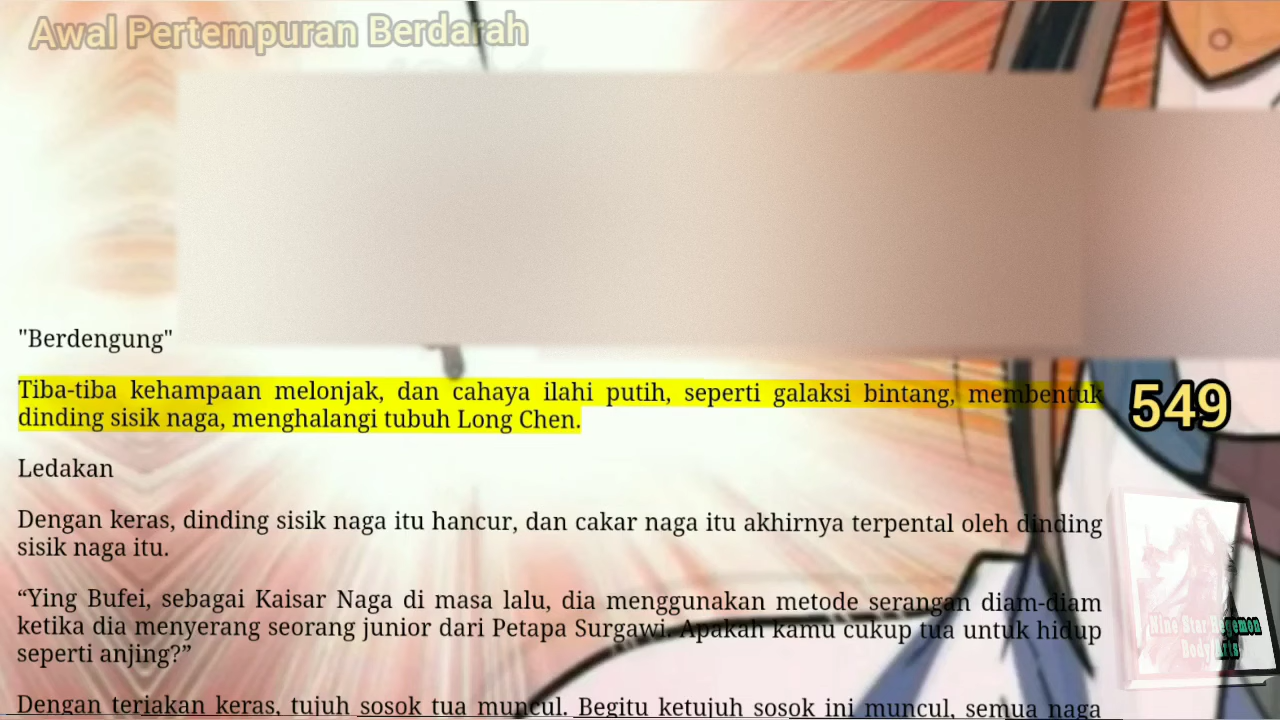 Awal Pertempuran Berdarah
"Berdengung"
Tiba-tiba kehampaan melonjak, dan cahaya ilahi putih, seperti galaksi bintang, membentuk
dinding sisik naga, menghalangi tubuh Long Chen.
549
Ledakan
Dengan keras, dinding sisik naga itu hancur, dan cakar naga itu akhirnya terpental oleh dinding
sisik naga itu.
“Ying Bufei, sebagai Kaisar Naga di masa lalu, dia menggunakan metode serangan diam-diam
ketika dia menyerang seorang junior dari Petapa Surgawi. Apakah kamu cukup tua untuk hidup
seperti anjing?”
Nine Star Hegemon
Body Arts
Dengan teriakan keras, tujuh sosok tua muncul. Begitu ketujuh sosok ini muncul, semua naga